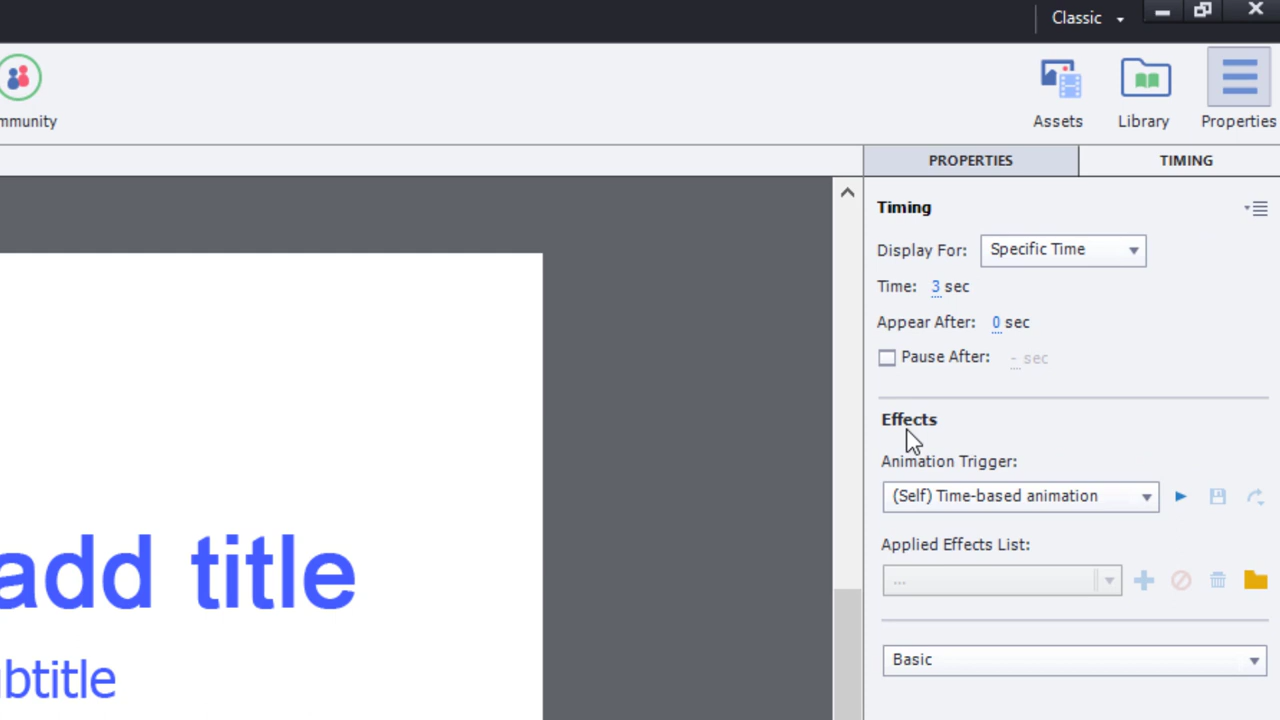 Classic
mmunity
Assets
Library
Properties
PROPERTIES
TIMING
Timing
Display For: Specific Time
Time: 3 sec
Appear After: 0 sec
Pause After: - sec
Effects
Animation Trigger:
(Self) Time-based animation
Applied Effects List:
...
Basic
add title
btitle